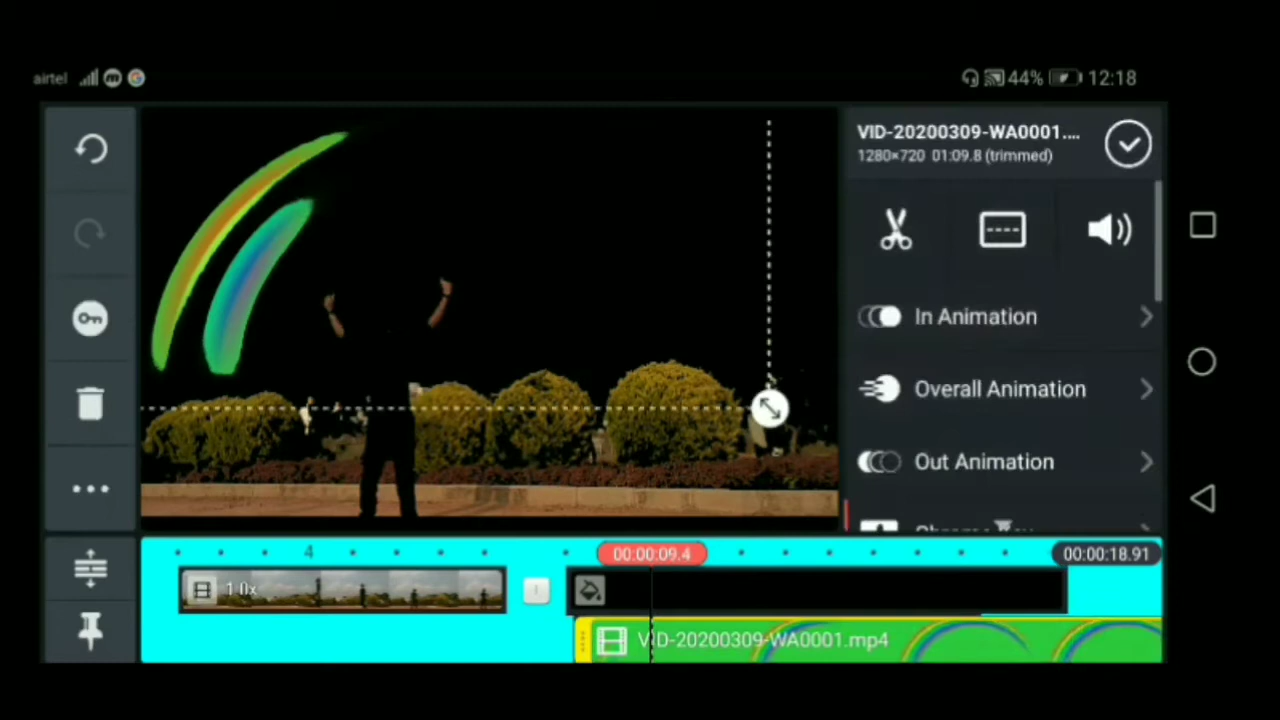 airtel
44% 12:18
VID-20200309-WA0001....
1280×720 01:09.8 (trimmed)
In Animation
Overall Animation
Out Animation
4
00:00:09.4
00:00:18.91
1.0x
VID-20200309-WA0001.mp4